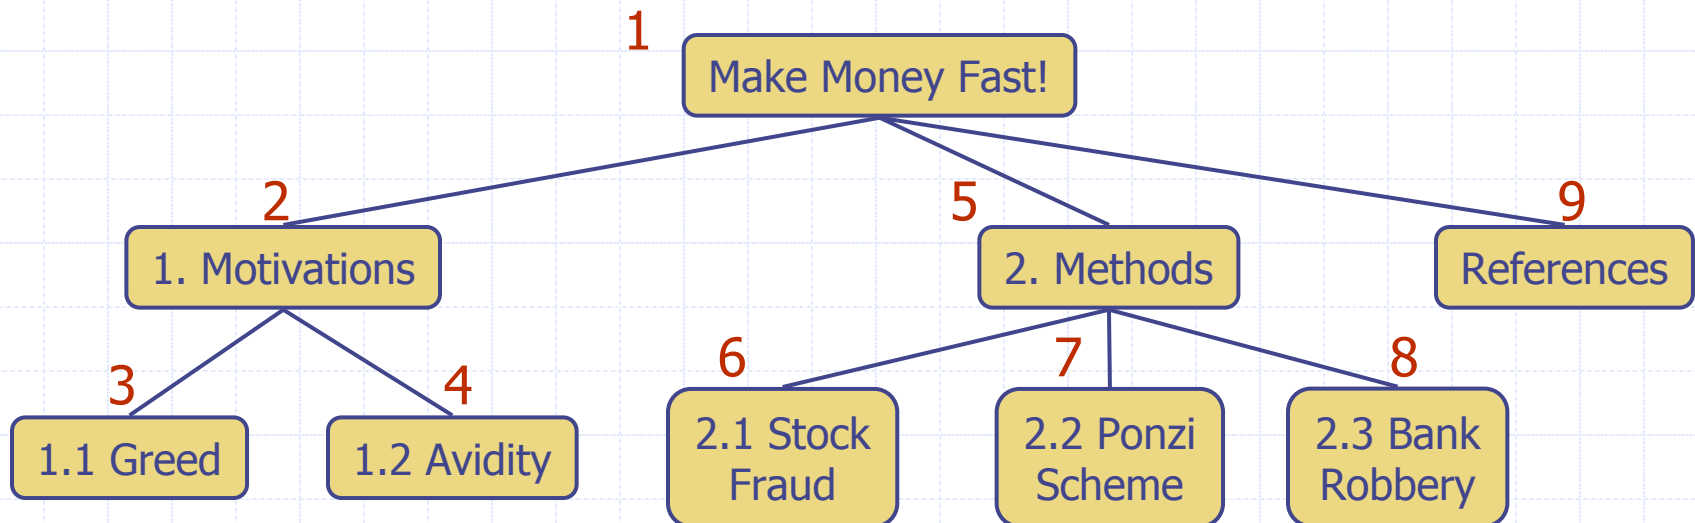 1
Make Money Fast!
2
5
9
1. Motivations
2. Methods
References
3
4
6
7
8
1.1 Greed
1.2 Avidity
2.1 Stock
Fraud
2.2 Ponzi
Scheme
2.3 Bank
Robbery